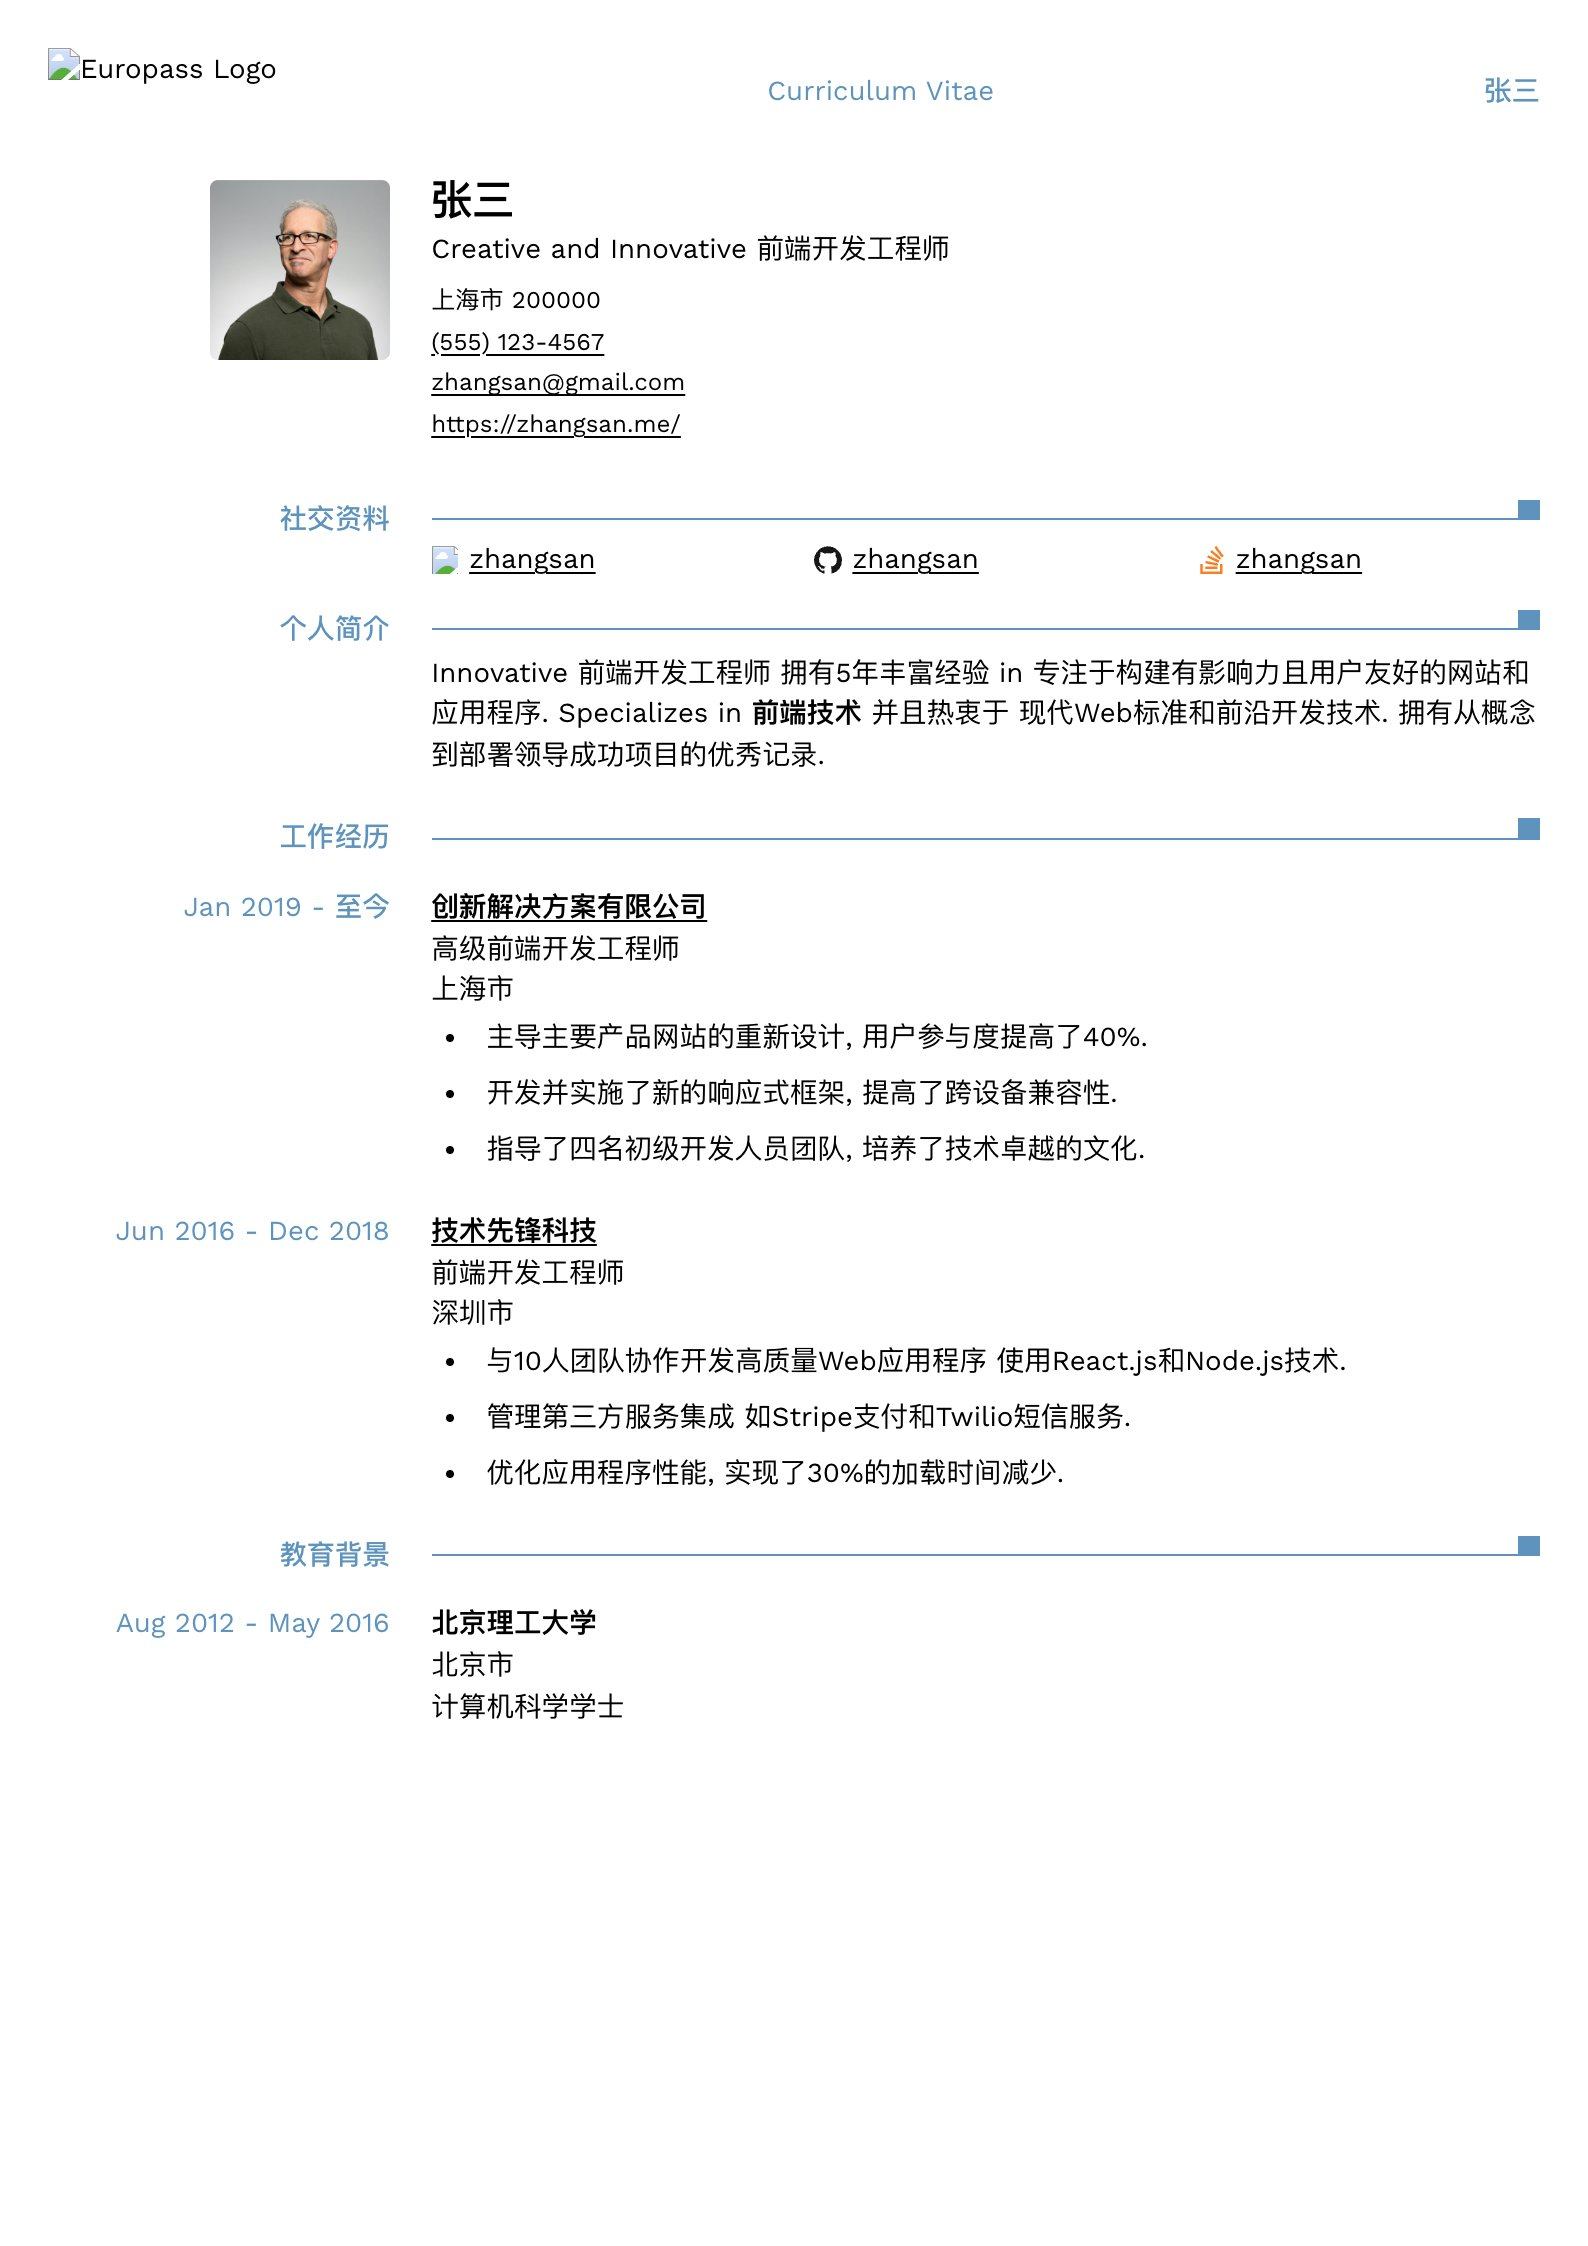 Europass Logo
Curriculum Vitae
张三
张三
Creative and Innovative 前端开发工程师
上海市 200000
(555) 123-4567
zhangsan@gmail.com
https://zhangsan.me/
社交资料
zhangsan
zhangsan
zhangsan
个人简介
Innovative 前端开发工程师 拥有5年丰富经验 in 专注于构建有影响力且用户友好的网站和
应用程序. Specializes in 前端技术 并且热衷于 现代Web标准和前沿开发技术. 拥有从概念
到部署领导成功项目的优秀记录.
工作经历
Jan 2019 - 至今
创新解决方案有限公司
高级前端开发工程师
上海市
• 主导主要产品网站的重新设计, 用户参与度提高了40%.
• 开发并实施了新的响应式框架, 提高了跨设备兼容性.
• 指导了四名初级开发人员团队, 培养了技术卓越的文化.
Jun 2016 - Dec 2018
技术先锋科技
前端开发工程师
深圳市
• 与10人团队协作开发高质量Web应用程序 使用React.js和Node.js技术.
• 管理第三方服务集成 如Stripe支付和Twilio短信服务.
• 优化应用程序性能, 实现了30%的加载时间减少.
教育背景
Aug 2012 - May 2016
北京理工大学
北京市
计算机科学学士